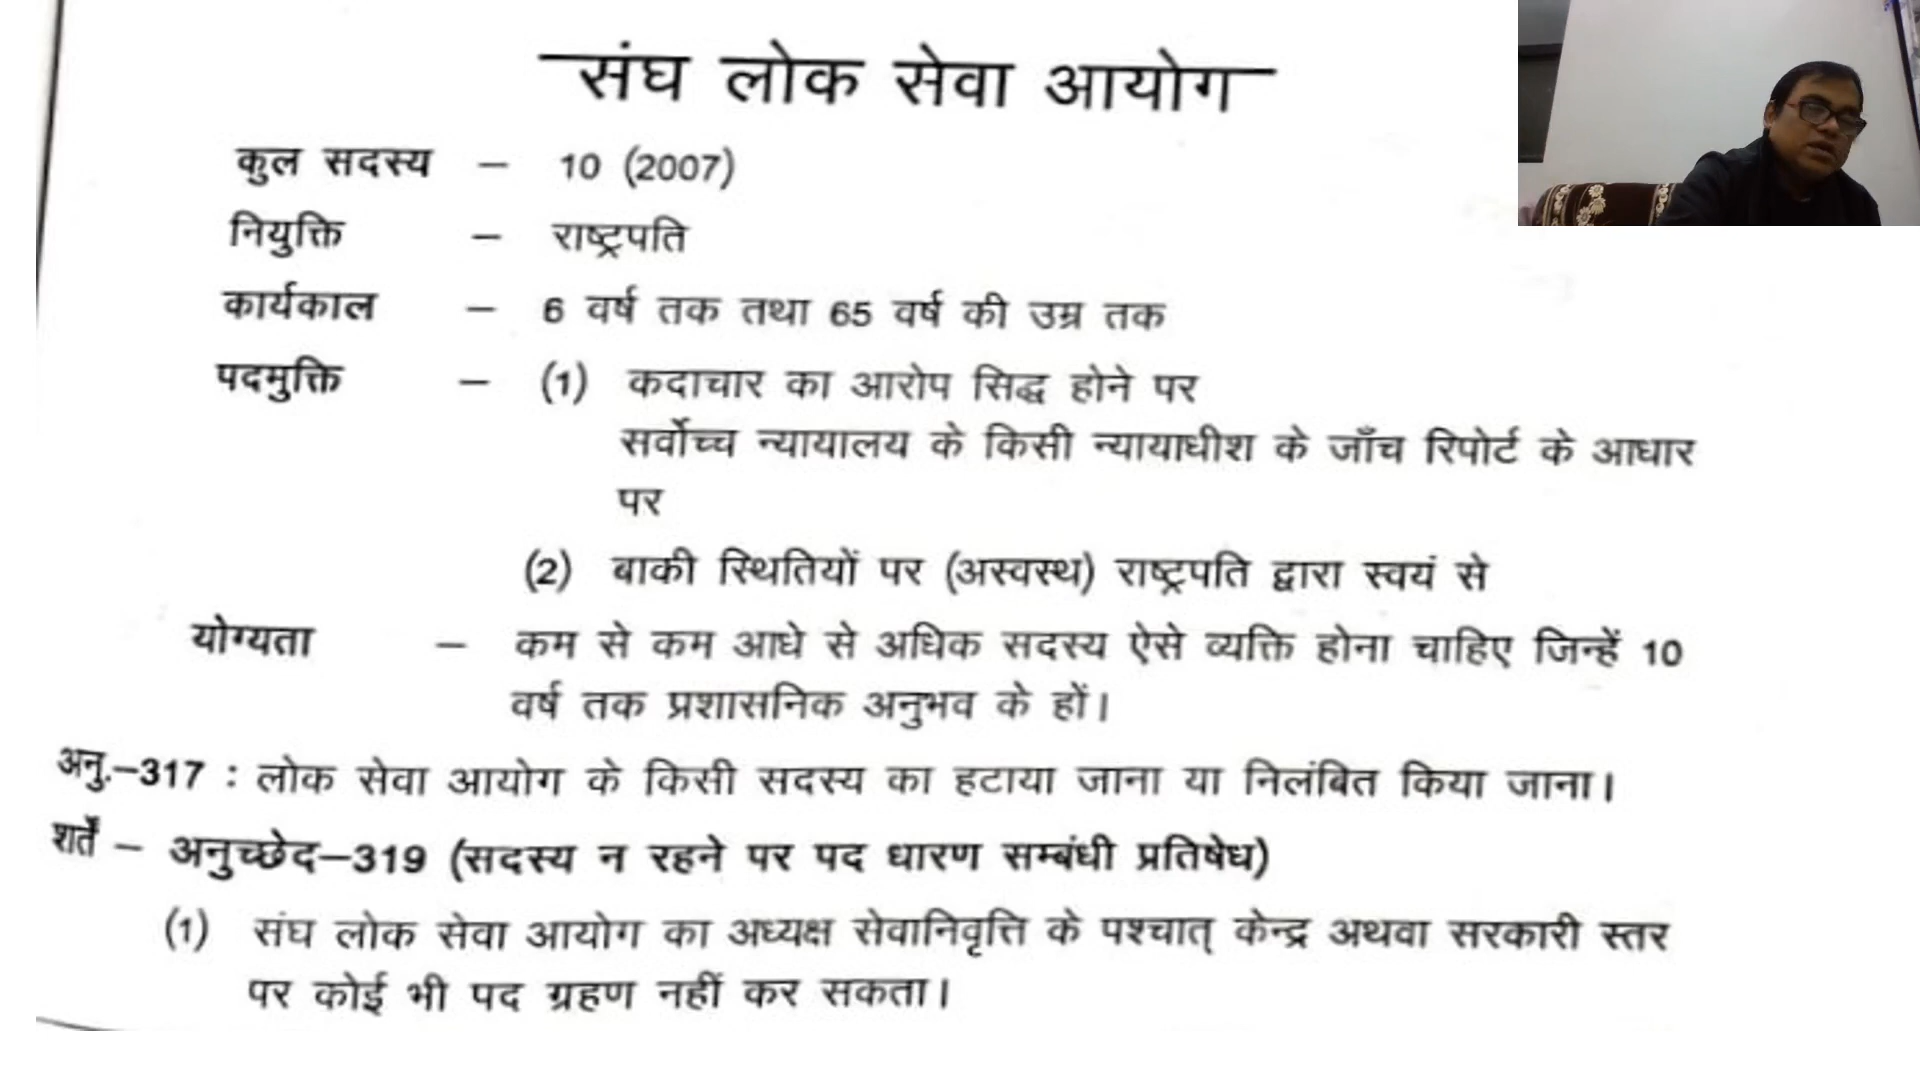 संघ लोक सेवा आयोग
कुल सदस्य – 10 (2007)
नियुक्ति – राष्ट्रपति
कार्यकाल – 6 वर्ष तक तथा 65 वर्ष की उम्र तक
पदमुक्ति – (1) कदाचार का आरोप सिद्ध होने पर
सर्वोच्च न्यायालय के किसी न्यायाधीश के जाँच रिपोर्ट के आधार
पर
(2) बाकी स्थितियों पर (अस्वस्थ) राष्ट्रपति द्वारा स्वयं से
योग्यता – कम से कम आधे से अधिक सदस्य ऐसे व्यक्ति होना चाहिए जिन्हें 10
वर्ष तक प्रशासनिक अनुभव के हों।
अनु.–317 : लोक सेवा आयोग के किसी सदस्य का हटाया जाना या निलंबित किया जाना।
शर्तें – अनुच्छेद–319 (सदस्य न रहने पर पद धारण सम्बंधी प्रतिषेध)
(1) संघ लोक सेवा आयोग का अध्यक्ष सेवानिवृत्ति के पश्चात् केन्द्र अथवा सरकारी स्तर
पर कोई भी पद ग्रहण नहीं कर सकता।